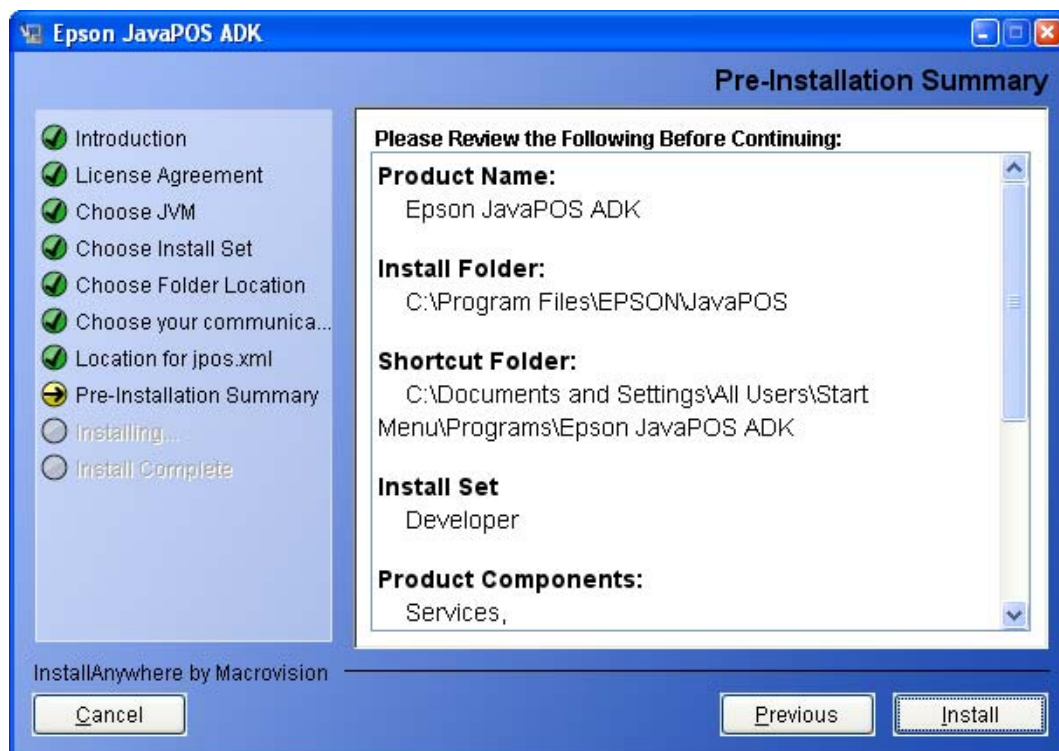 Epson JavaPOS ADK
Pre-Installation Summary
Introduction
License Agreement
Choose JVM
Choose Install Set
Choose Folder Location
Choose your communica...
Location for jpos.xml
Pre-Installation Summary
Installing...
Install Complete
Please Review the Following Before Continuing:
Product Name:
Epson JavaPOS ADK
Install Folder:
C:\Program Files\EPSON\JavaPOS
Shortcut Folder:
C:\Documents and Settings\All Users\Start
Menu\Programs\Epson JavaPOS ADK
Install Set
Developer
Product Components:
Services,
InstallAnywhere by Macrovision
Cancel
Previous
Install